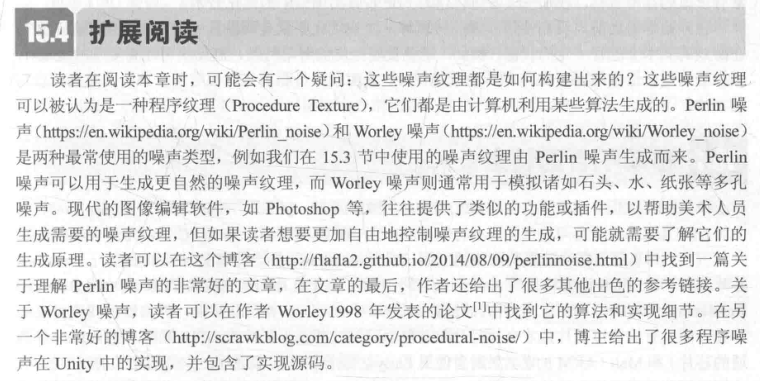 15.4 扩展阅读
读者在阅读本章时，可能会有一个疑问：这些噪声纹理都是如何构建出来的？这些噪声纹理
可以被认为是一种程序纹理（Procedure Texture），它们都是由计算机利用某些算法生成的。Perlin 噪
声（https://en.wikipedia.org/wiki/Perlin_noise）和 Worley 噪声（https://en.wikipedia.org/wiki/Worley_noise）
是两种最常使用的噪声类型，例如我们在 15.3 节中使用的噪声纹理由 Perlin 噪声生成而来。Perlin
噪声可以用于生成更自然的噪声纹理，而 Worley 噪声则通常用于模拟诸如石头、水、纸张等多孔
噪声。现代的图像编辑软件，如 Photoshop 等，往往提供了类似的功能或插件，以帮助美术人员
生成需要的噪声纹理，但如果读者想要更加自由地控制噪声纹理的生成，可能就需要了解它们的
生成原理。读者可以在这个博客（http://flafla2.github.io/2014/08/09/perlinnoise.html）中找到一篇关
于理解 Perlin 噪声的非常好的文章，在文章的最后，作者还给出了很多其他出色的参考链接。关
于 Worley 噪声，读者可以在作者 Worley1998 年发表的论文[1]中找到它的算法和实现细节。在另
一个非常好的博客（http://scrawkblog.com/category/procedural-noise/）中，博主给出了很多程序噪
声在 Unity 中的实现，并包含了实现源码。